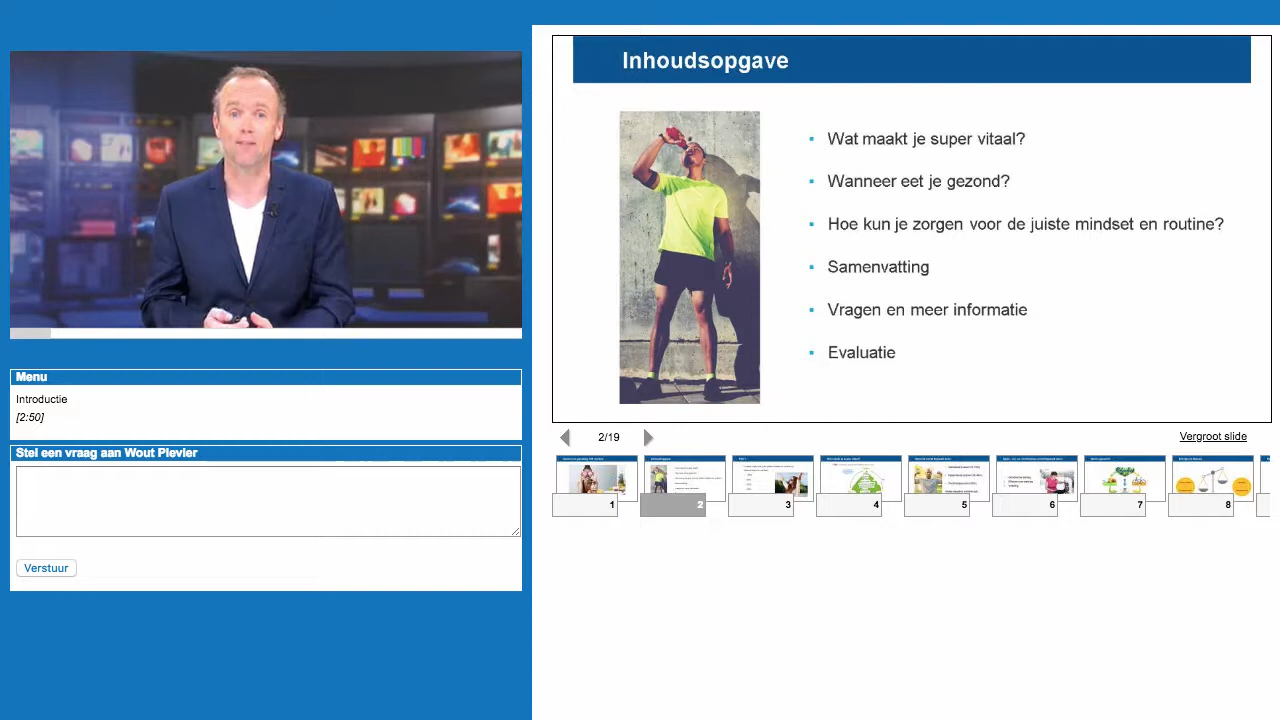 Inhoudsopgave
Wat maakt je super vitaal?
Wanneer eet je gezond?
Hoe kun je zorgen voor de juiste mindset en routine?
Samenvatting
Vragen en meer informatie
Evaluatie
2/19
Vergroot slide
1
2
3
4
5
6
7
8
Menu
Introductie
[2:50]
Stel een vraag aan Wout Plevier
Verstuur